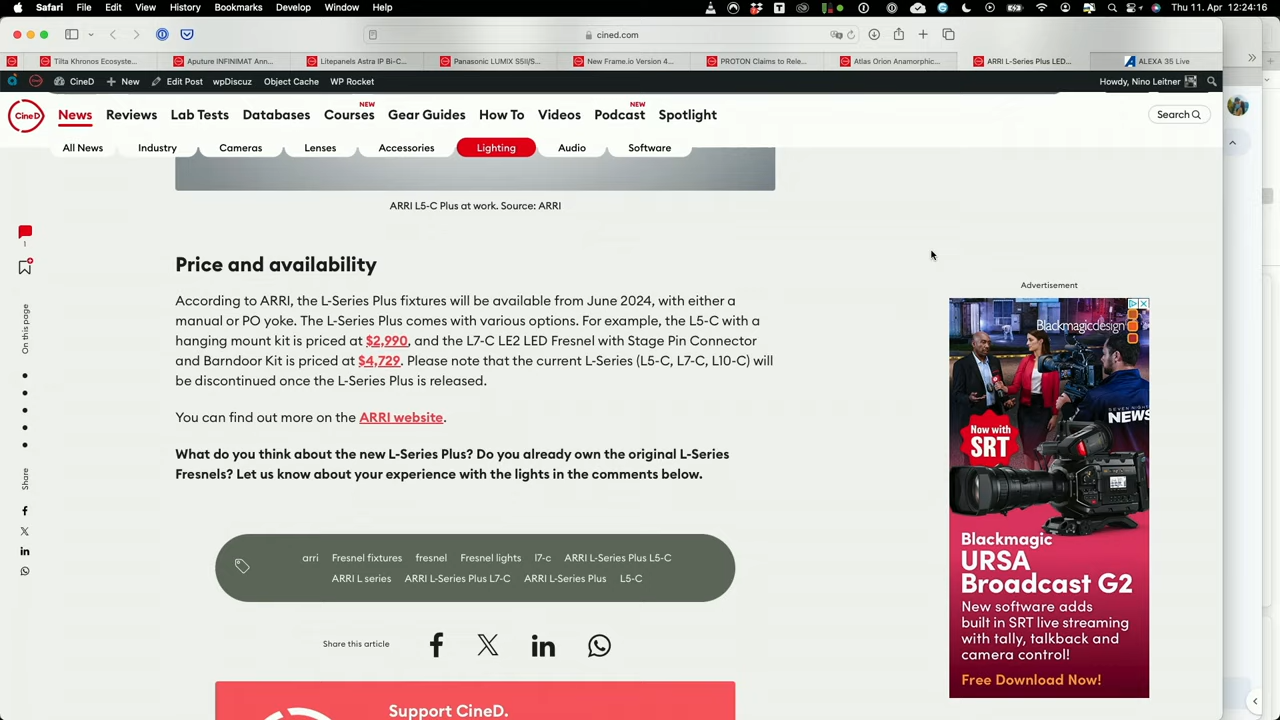 Safari File Edit View History Bookmarks Develop Window Help
Thu 11. Apr 12:24:16
cined.com
Tilta Khronos Ecosyste...
Aputure INFINIMAT Ann...
Litepanels Astra IP Bi-C...
Panasonic LUMIX S5II/S...
New Frame.io Version 4...
PROTON Claims to Rele...
Atlas Orion Anamorphic...
ARRI L-Series Plus LED...
ALEXA 35 Live
CineD + New Edit Post wpDiscuz Object Cache WP Rocket
Howdy, Nino Leitner
CineD
News Reviews Lab Tests Databases Courses NEW Gear Guides How To Videos Podcast NEW Spotlight
Search
All News Industry Cameras Lenses Accessories Lighting Audio Software
ARRI L5-C Plus at work. Source: ARRI
1
On this page
Share
Price and availability
According to ARRI, the L-Series Plus fixtures will be available from June 2024, with either a
manual or PO yoke. The L-Series Plus comes with various options. For example, the L5-C with a
hanging mount kit is priced at $2,990, and the L7-C LE2 LED Fresnel with Stage Pin Connector
and Barndoor Kit is priced at $4,729. Please note that the current L-Series (L5-C, L7-C, L10-C) will
be discontinued once the L-Series Plus is released.
You can find out more on the ARRI website.
What do you think about the new L-Series Plus? Do you already own the original L-Series
Fresnels? Let us know about your experience with the lights in the comments below.
arri Fresnel fixtures fresnel Fresnel lights l7-c ARRI L-Series Plus L5-C
ARRI L series ARRI L-Series Plus L7-C ARRI L-Series Plus L5-C
Share this article
Support CineD.
Advertisement
Blackmagicdesign
NEWS
Now with
SRT
Blackmagic
URSA
Broadcast G2
New software adds
built in SRT live streaming
with tally, talkback and
camera control!
Free Download Now!